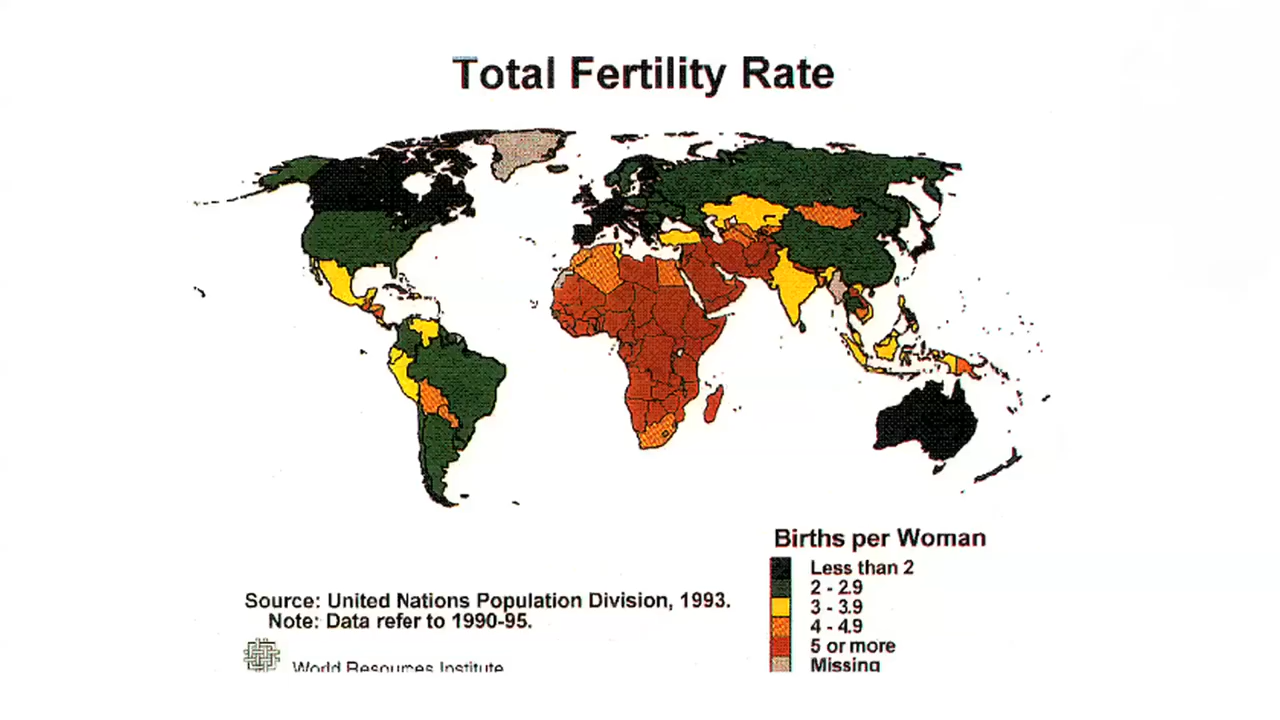 Total Fertility Rate
Births per Woman
Less than 2
2 - 2.9
3 - 3.9
4 - 4.9
5 or more
Missing
Source: United Nations Population Division, 1993.
Note: Data refer to 1990-95.
World Resources Institute